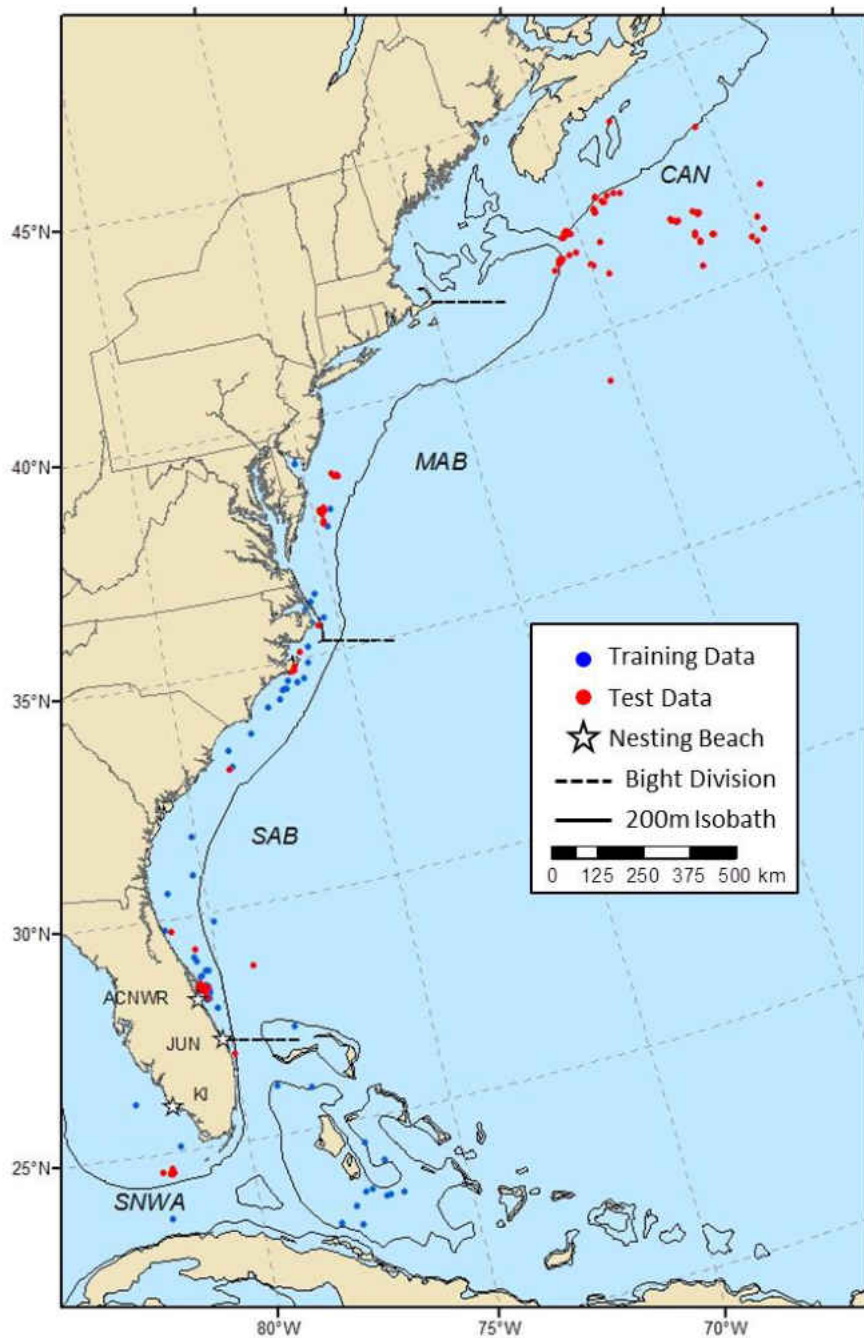 CAN
45°N
MAB
40°N
Training Data
Test Data
Nesting Beach
Bight Division
200m Isobath
0 125 250 375 500 km
35°N
SAB
30°N
ACNWR
JUN
KI
25°N
SNWA
80°W 75°W 70°W